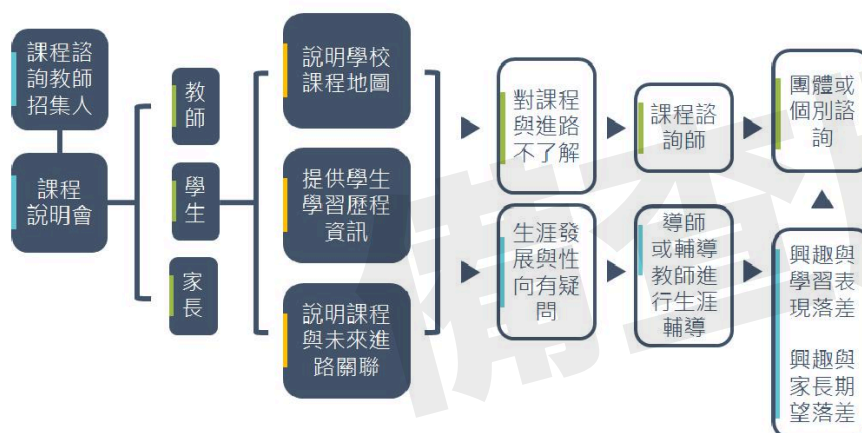 課程諮
詢教師
招集人
課程
說明會
教
師
學
生
家
長
說明學校
課程地圖
提供學生
學習歷程
資訊
說明課程
與未來進
路關聯
對課程
與進路
不了解
課程諮
詢師
團體或
個別諮
詢
生涯發
展與性
向有疑
問
導師
或輔導
教師進
行生涯
輔導
興趣與
學習表
現落差
興趣與
家長期
望落差
備查